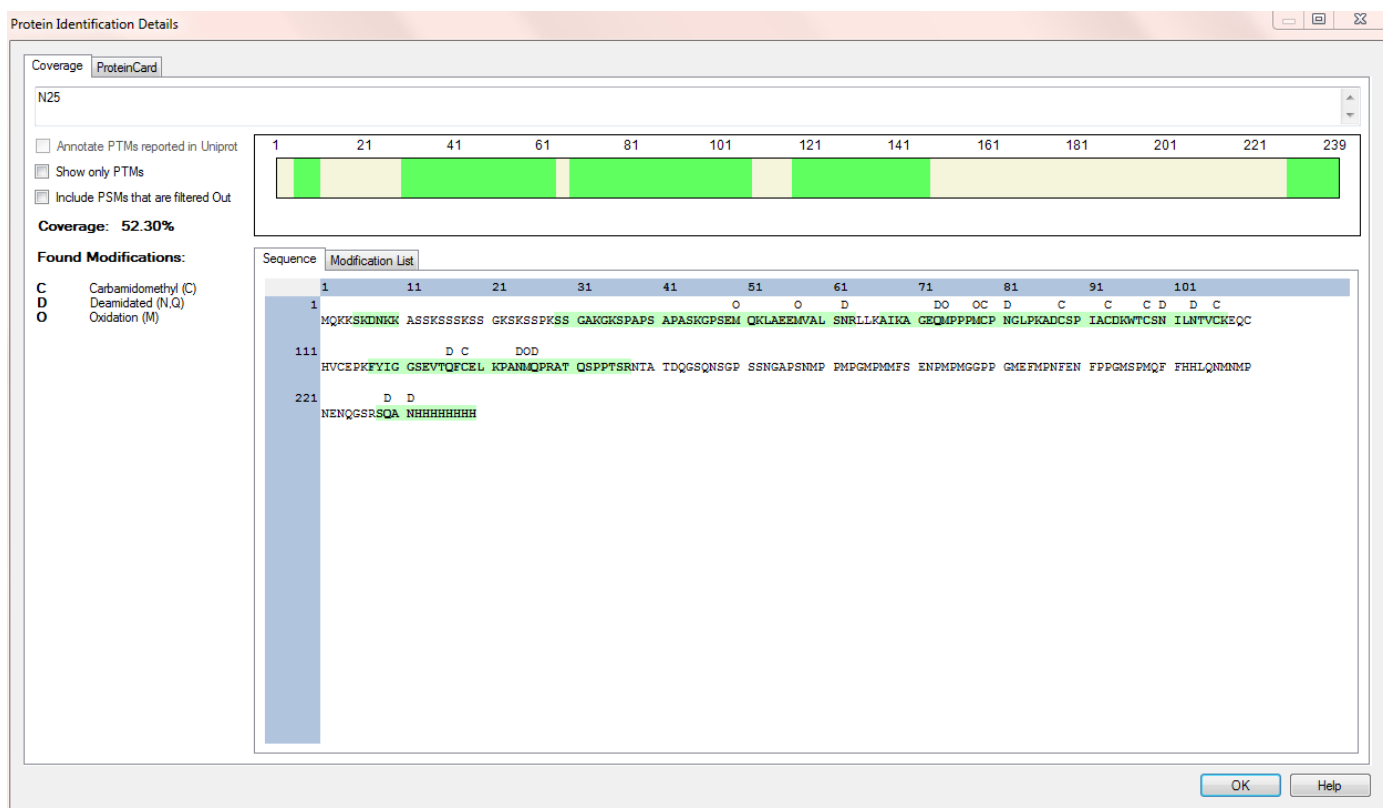 Protein Identification Details
Coverage ProteinCard
N25
Annotate PTMs reported in Uniprot
Show only PTMs
Include PSMs that are filtered Out
Coverage: 52.30%
Found Modifications:
C Carbamidomethyl (C)
D Deamidated (N,Q)
O Oxidation (M)
1 21 41 61 81 101 121 141 161 181 201 221 239
Sequence Modification List
1 11 21 31 41 51 61 71 81 91 101
O O D DO OC D C C C D D C
1 MQKKSKDNKK ASSKSSSKSS GKSKSSPKSS GAKGKSPAPS APASKGPSEM QKLAEEMVAL SNRLLKAIKA GEQMPPPMCP NGLPKADCSP IACDKWTCSN ILNTVCKEQC
D C DOD
111 HVCEPKFYIG GSEVTQFCEL KPANMQPRAT QSPPTSRNTA TDQGSQNSGP SSNGAPSNMP PMPGMPMMFS ENPMPMGGPP GMEFMPNFEN FPPGMSPMQF FHHLQNMNMP
D D
221 NENQGSRSQA NHHHHHHHH
OK Help